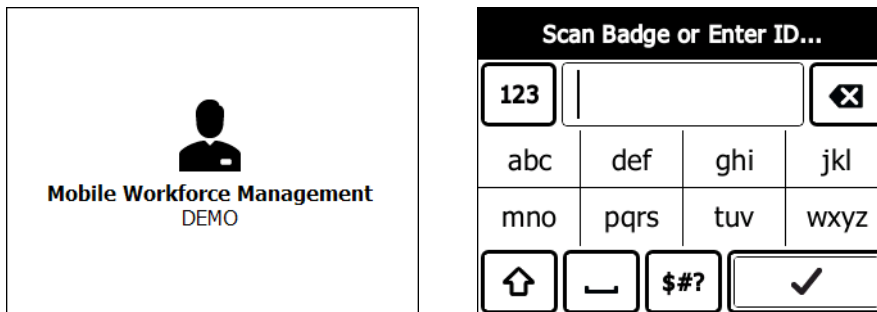 Mobile Workforce Management
DEMO
Scan Badge or Enter ID...
123
abc def ghi jkl
mno pqrs tuv wxyz
$#?